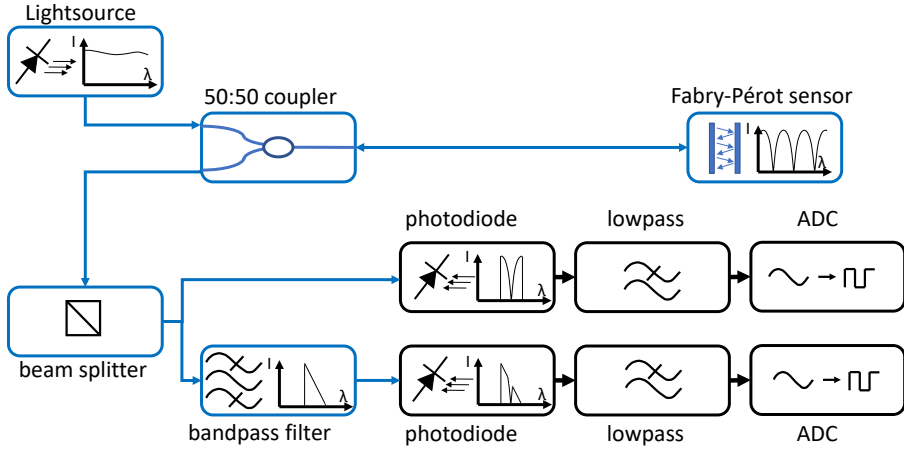 Lightsource
I
λ
50:50 coupler
Fabry-Pérot sensor
I
λ
photodiode
lowpass
ADC
I
λ
beam splitter
I
λ
I
λ
bandpass filter
photodiode
lowpass
ADC